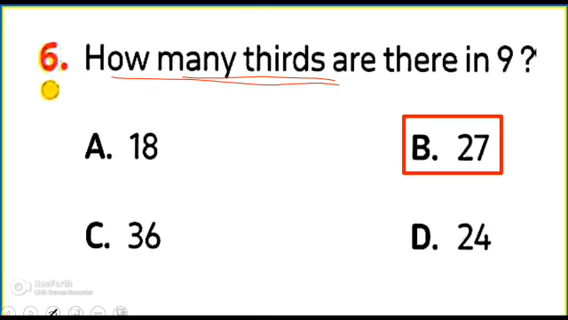 6. How many thirds are there in 9 ?
A. 18
B. 27
C. 36
D. 24